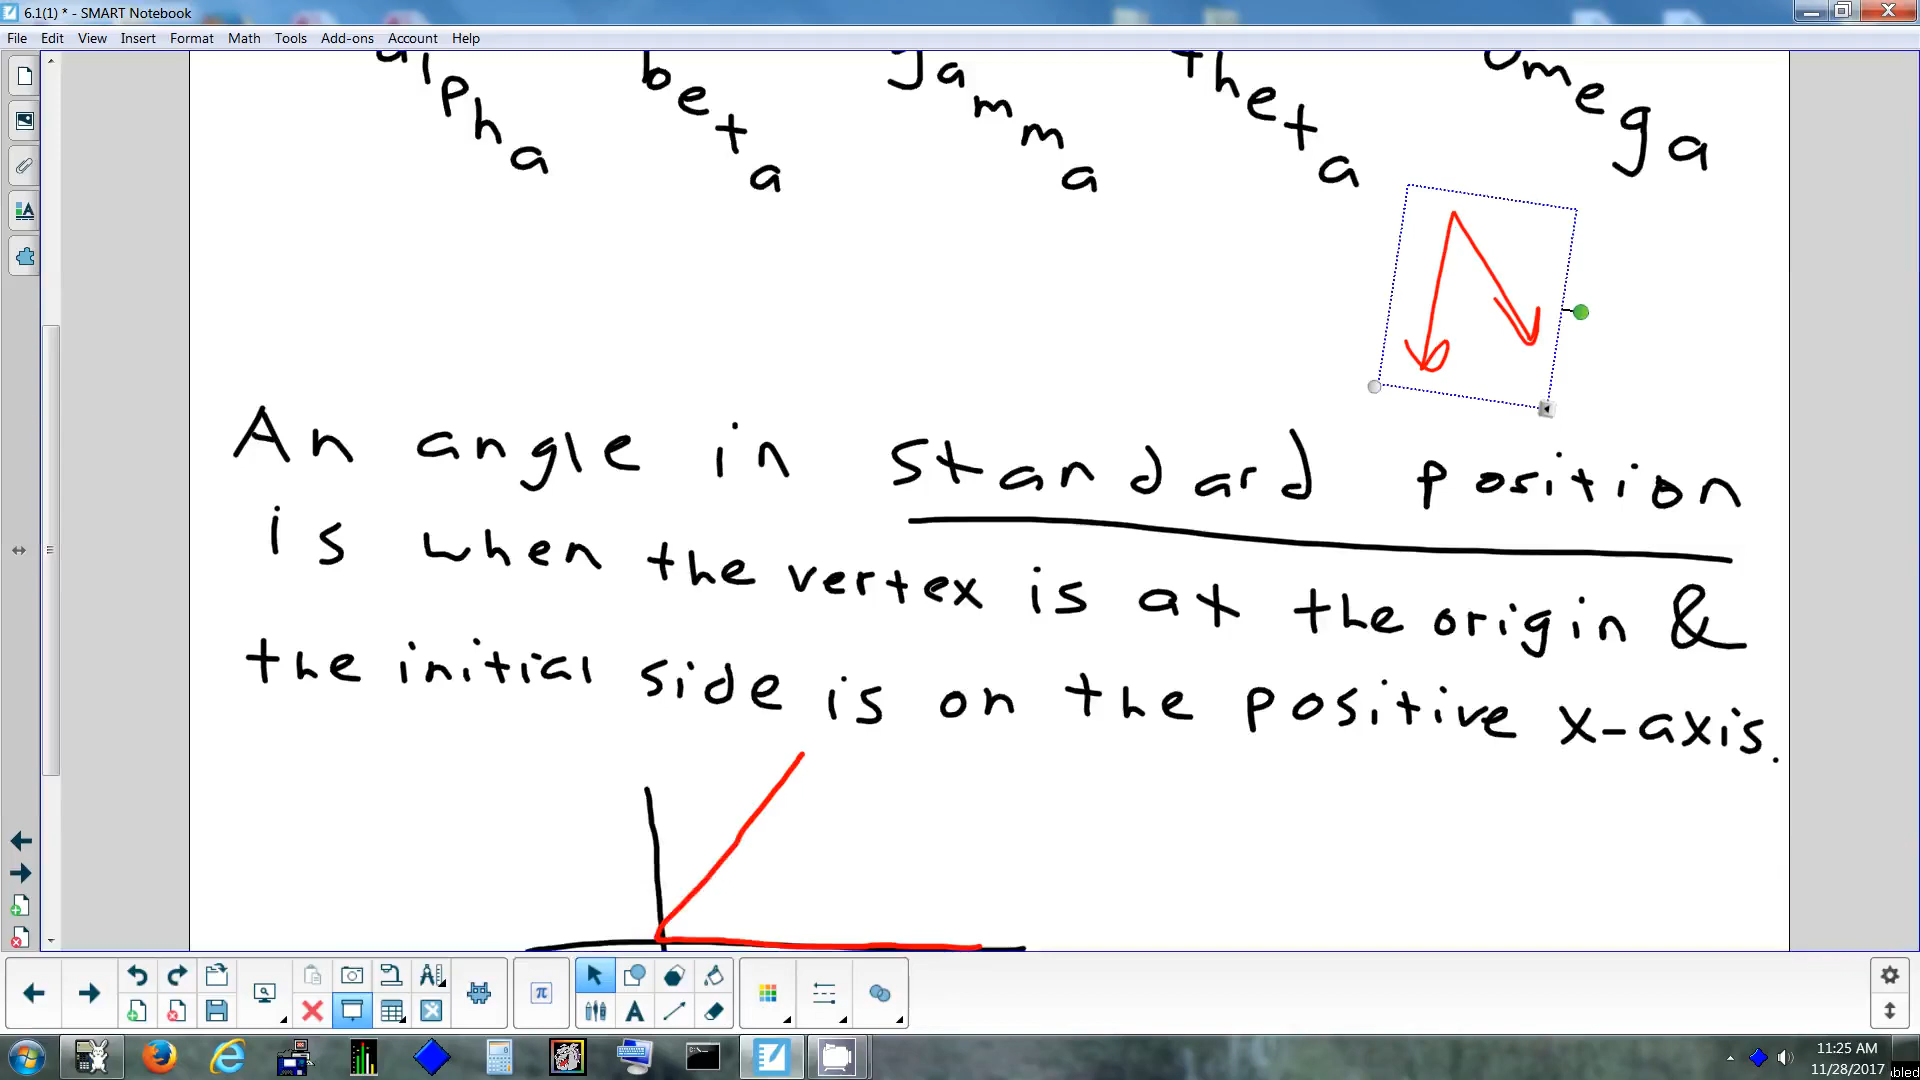 6.1(1) * - SMART Notebook
File Edit View Insert Format Math Tools Add-ons Account Help
alpha beta gamma theta omega
An angle in standard position
is when the vertex is at the origin &
the initial side is on the positive x-axis.
π
A
11:25 AM
11/28/2017
bled